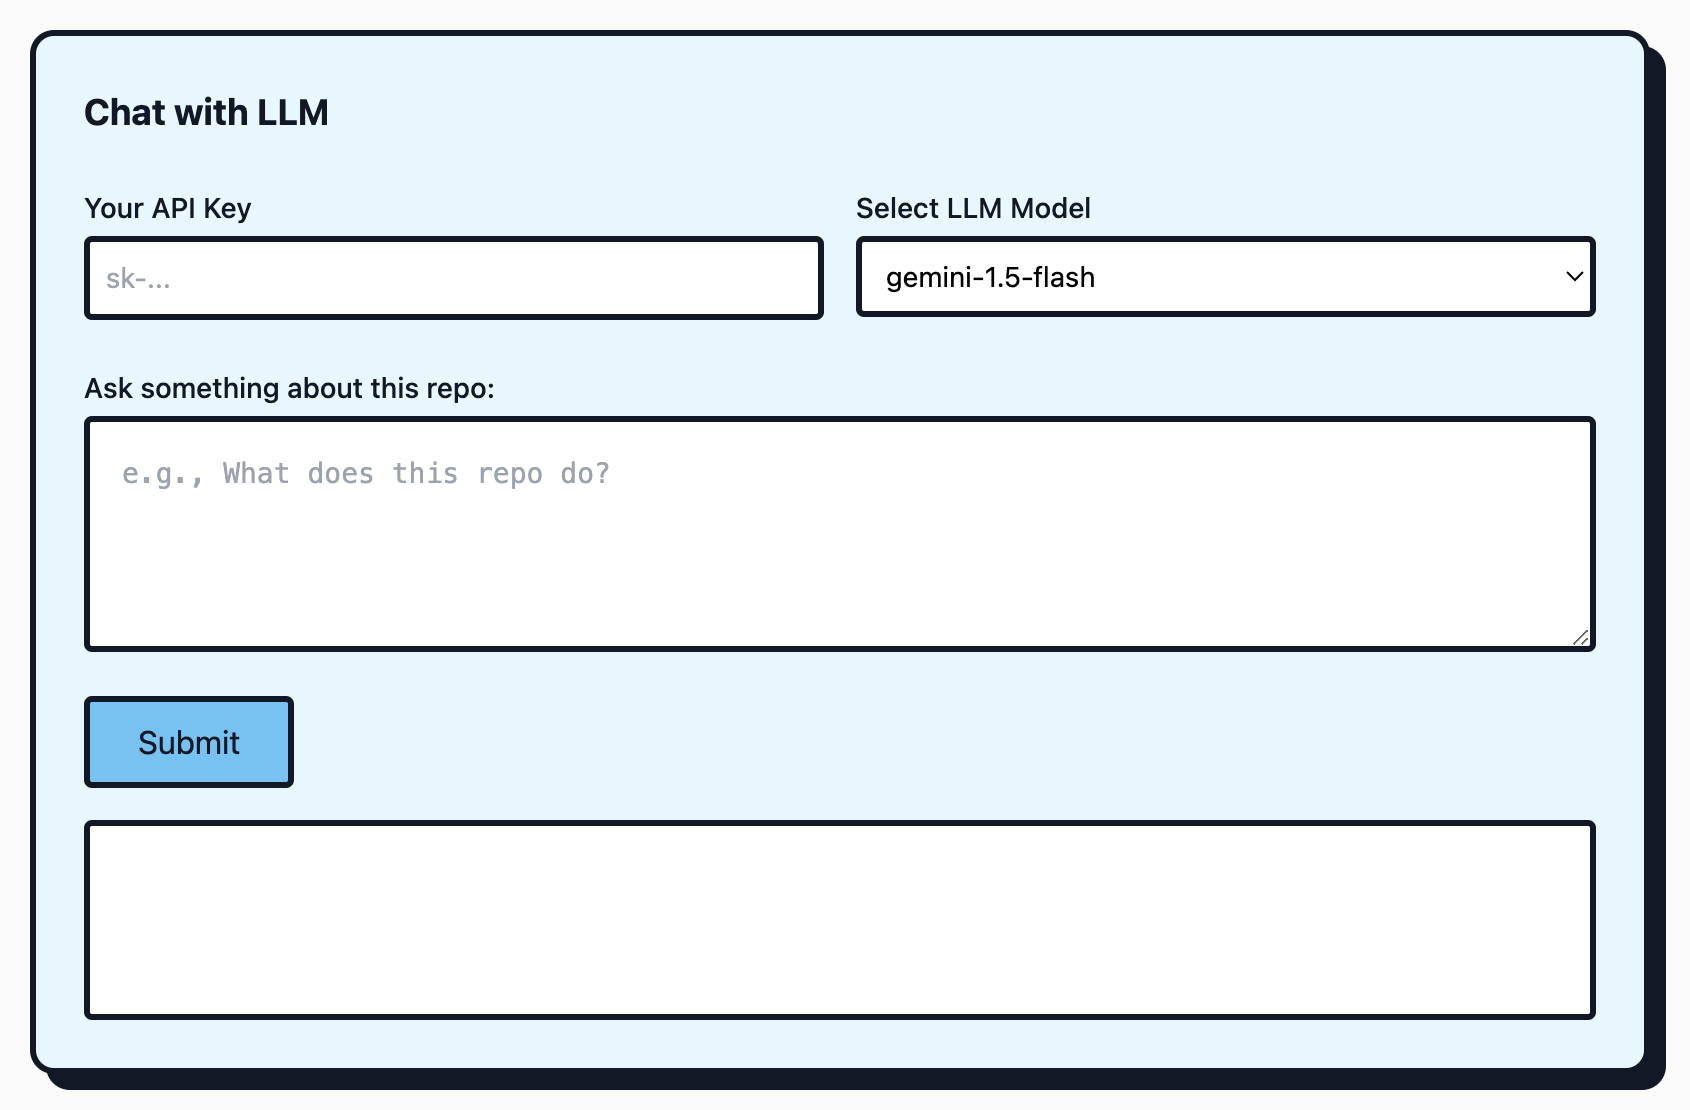 Chat with LLM
Your API Key
Select LLM Model
sk-...
gemini-1.5-flash
Ask something about this repo:
e.g., What does this repo do?
Submit